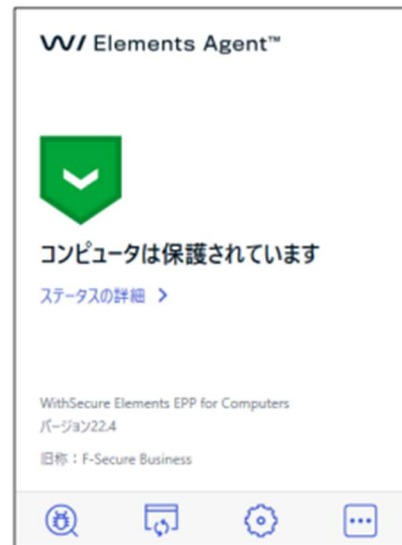 W/ Elements Agent™
コンピュータは保護されています
ステータスの詳細 >
WithSecure Elements EPP for Computers
バージョン22.4
旧称：F-Secure Business